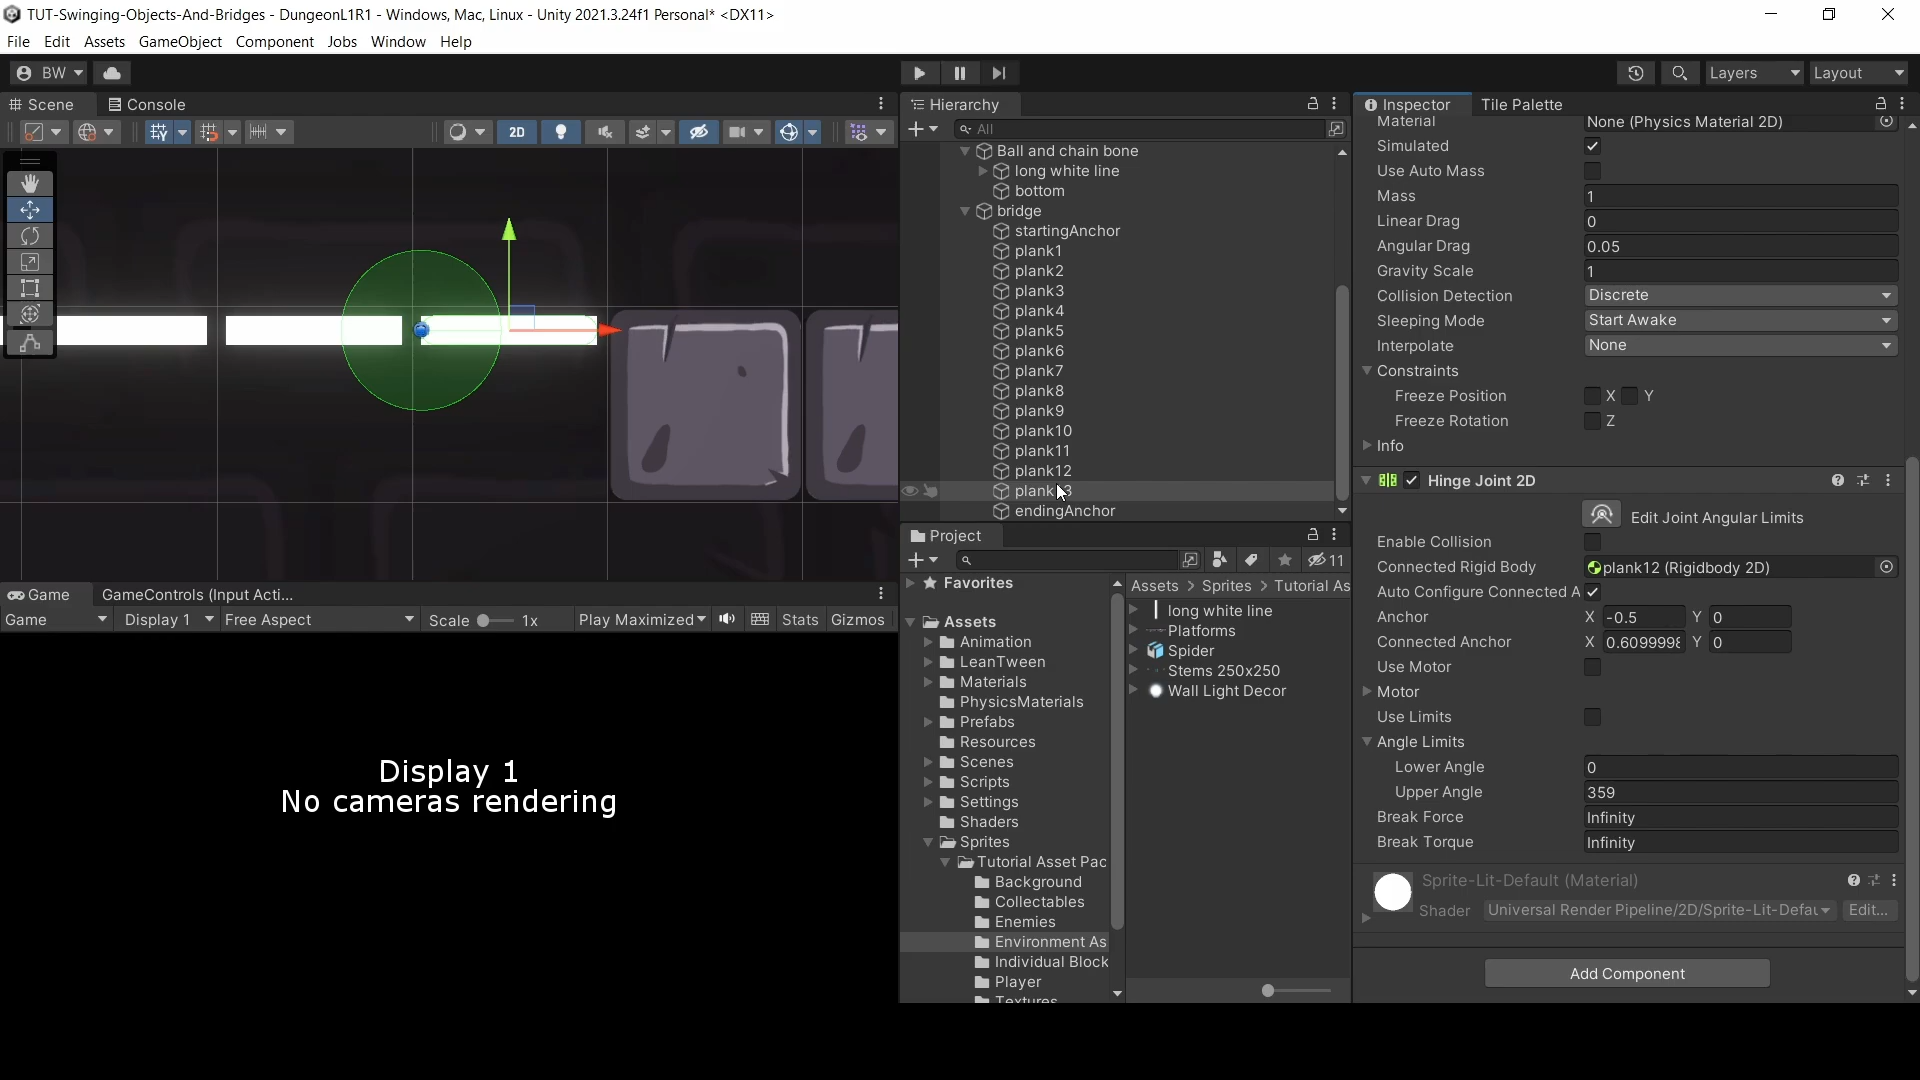 TUT-Swinging-Objects-And-Bridges - DungeonL1R1 - Windows, Mac, Linux - Unity 2021.3.24f1 Personal* <DX11>
File Edit Assets GameObject Component Jobs Window Help
BW
Layers
Layout
Scene
Console
2D
Hierarchy
All
Ball and chain bone
long white line
bottom
bridge
startingAnchor
plank1
plank2
plank3
plank4
plank5
plank6
plank7
plank8
plank9
plank10
plank11
plank12
endingAnchor
Project
11
Favorites
Assets
Animation
LeanTween
Materials
PhysicsMaterials
Prefabs
Resources
Scenes
Scripts
Settings
Shaders
Sprites
Tutorial Asset Pac
Background
Collectables
Enemies
Environment As
Individual Block
Player
Textures
Assets > Sprites > Tutorial As
long white line
Platforms
Spider
Stems 250x250
Wall Light Decor
Game
GameControls (Input Acti...
Game
Display 1
Free Aspect
Scale
1x
Play Maximized
Stats
Gizmos
Display 1
No cameras rendering
Inspector
Tile Palette
Material None (Physics Material 2D)
Simulated
Use Auto Mass
Mass 1
Linear Drag 0
Angular Drag 0.05
Gravity Scale 1
Collision Detection Discrete
Sleeping Mode Start Awake
Interpolate None
Constraints
Freeze Position X Y
Freeze Rotation Z
Info
Hinge Joint 2D
Edit Joint Angular Limits
Enable Collision
Connected Rigid Body plank12 (Rigidbody 2D)
Auto Configure Connected A
Anchor X -0.5 Y 0
Connected Anchor X 0.6099998 Y 0
Use Motor
Motor
Use Limits
Angle Limits
Lower Angle 0
Upper Angle 359
Break Force Infinity
Break Torque Infinity
Sprite-Lit-Default (Material)
Shader Universal Render Pipeline/2D/Sprite-Lit-Defau Edit...
Add Component